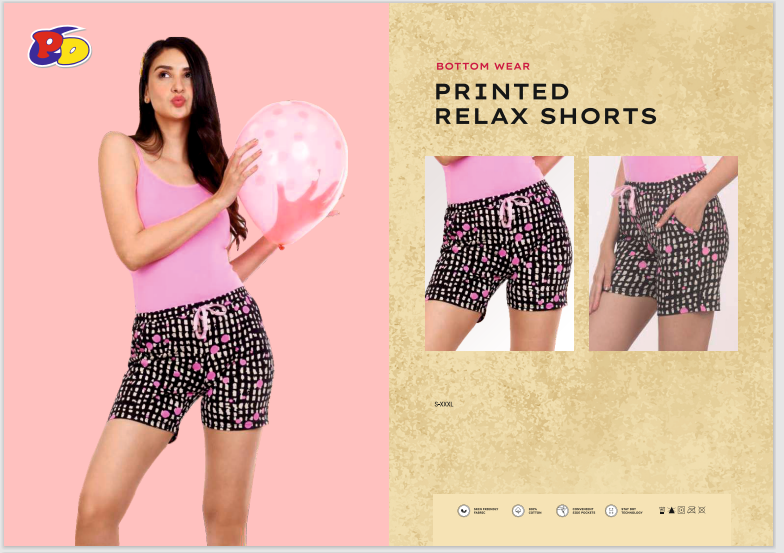 PD
BOTTOM WEAR
PRINTED
RELAX SHORTS
S-XXXL
SKIN FRIENDLY
FABRIC
100%
COTTON
CONVENIENT
SIDE POCKETS
STAY DRY
TECHNOLOGY